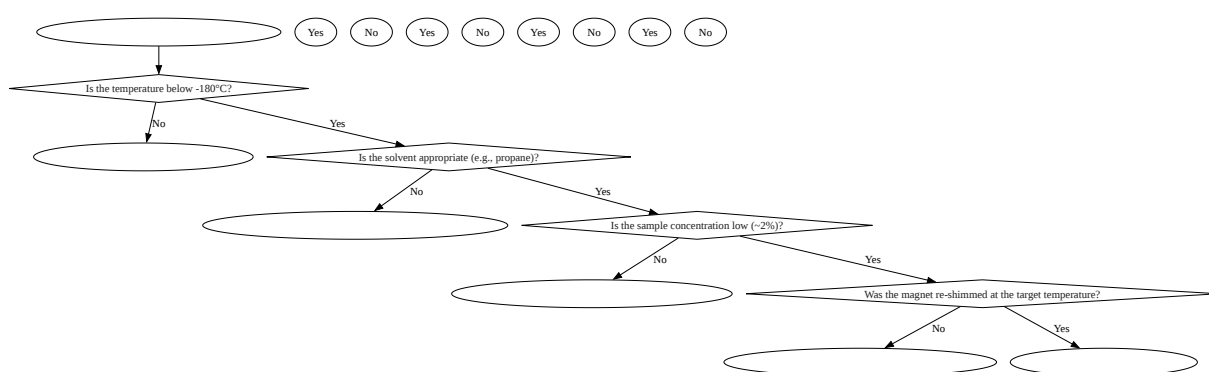 Yes No Yes No Yes No Yes No
Is the temperature below -180°C?
No Yes
Is the solvent appropriate (e.g., propane)?
No Yes
Is the sample concentration low (~2%)?
No Yes
Was the magnet re-shimmed at the target temperature?
No Yes